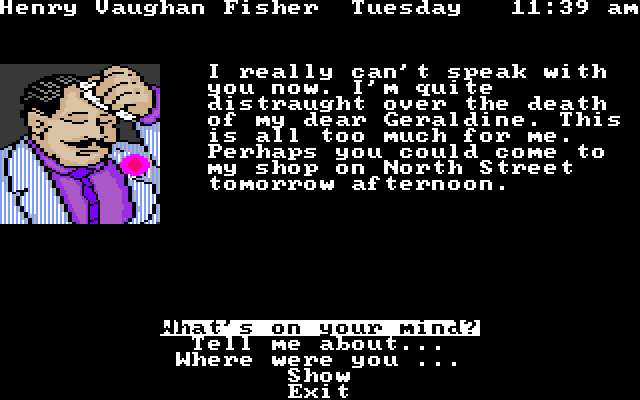 Henry Vaughan Fisher Tuesday 11:39 am
I really can't speak with
you now. I'm quite
distraught over the death
of my dear Geraldine. This
is all too much for me.
Perhaps you could come to
my shop on North Street
tomorrow afternoon.
What's on your mind?
Tell me about...
Where were you ...
Show
Exit